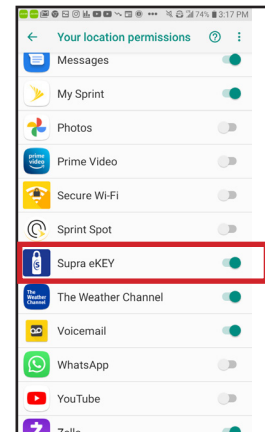 74% 3:17 PM
Your location permissions
Messages
My Sprint
Photos
prime
video
Prime Video
Secure Wi-Fi
Sprint Spot
Supra eKEY
The
Weather
Channel
The Weather Channel
Voicemail
WhatsApp
YouTube
Zelle